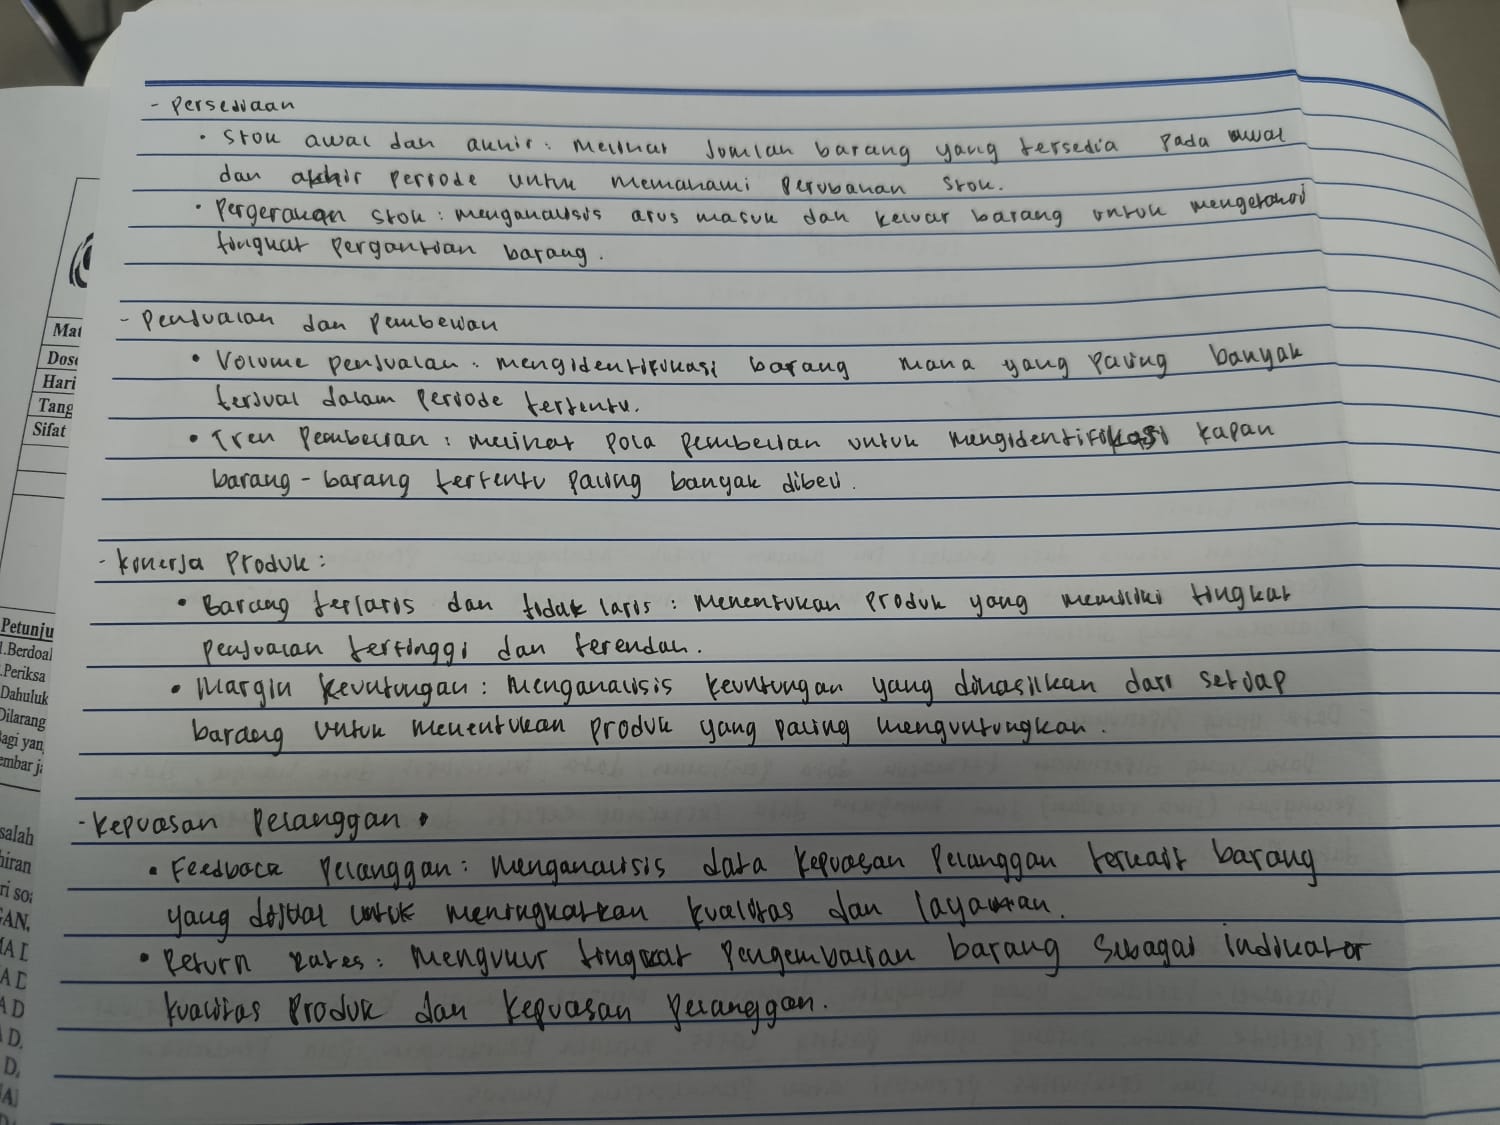 - Persediaan
• Stok awal dan akhir : melihat Jumlah barang yang tersedia pada awal
dan akhir periode untuk memahami perubahan stok.
• Pergerakan stok : menganalisis arus masuk dan keluar barang untuk mengetahui
tingkat pergantian barang.
- Penjualan dan pembelian
• Volume penjualan : mengidentifikasi barang mana yang paling banyak
terjual dalam periode tertentu.
• Tren pembelian : melihat pola pembelian untuk mengidentifikasi kapan
barang - barang tertentu paling banyak dibeli.
- Kinerja Produk :
• Barang terlaris dan tidak laris : Menentukan Produk yang memiliki tingkat
penjualan tertinggi dan terendah.
• Margin keuntungan : Menganalisis keuntungan yang dihasilkan dari setiap
barang untuk menentukan produk yang paling menguntungkan.
- Kepuasan Pelanggan •
• Feedback Pelanggan : Menganalisis data kepuasan Pelanggan terkait barang
yang dijual untuk meningkatkan kualitas dan layanan.
• Return rates : Mengukur tingkat pengembalian barang sebagai indikator
kualitas Produk dan kepuasan Pelanggan.
Mat
Dose
Hari
Tang
Sifat
Petunju
1.Berdoal
.Periksa
Dahuluk
Dilarang
Bagi yan
embar ja
salah
hiran
ri so
GAN,